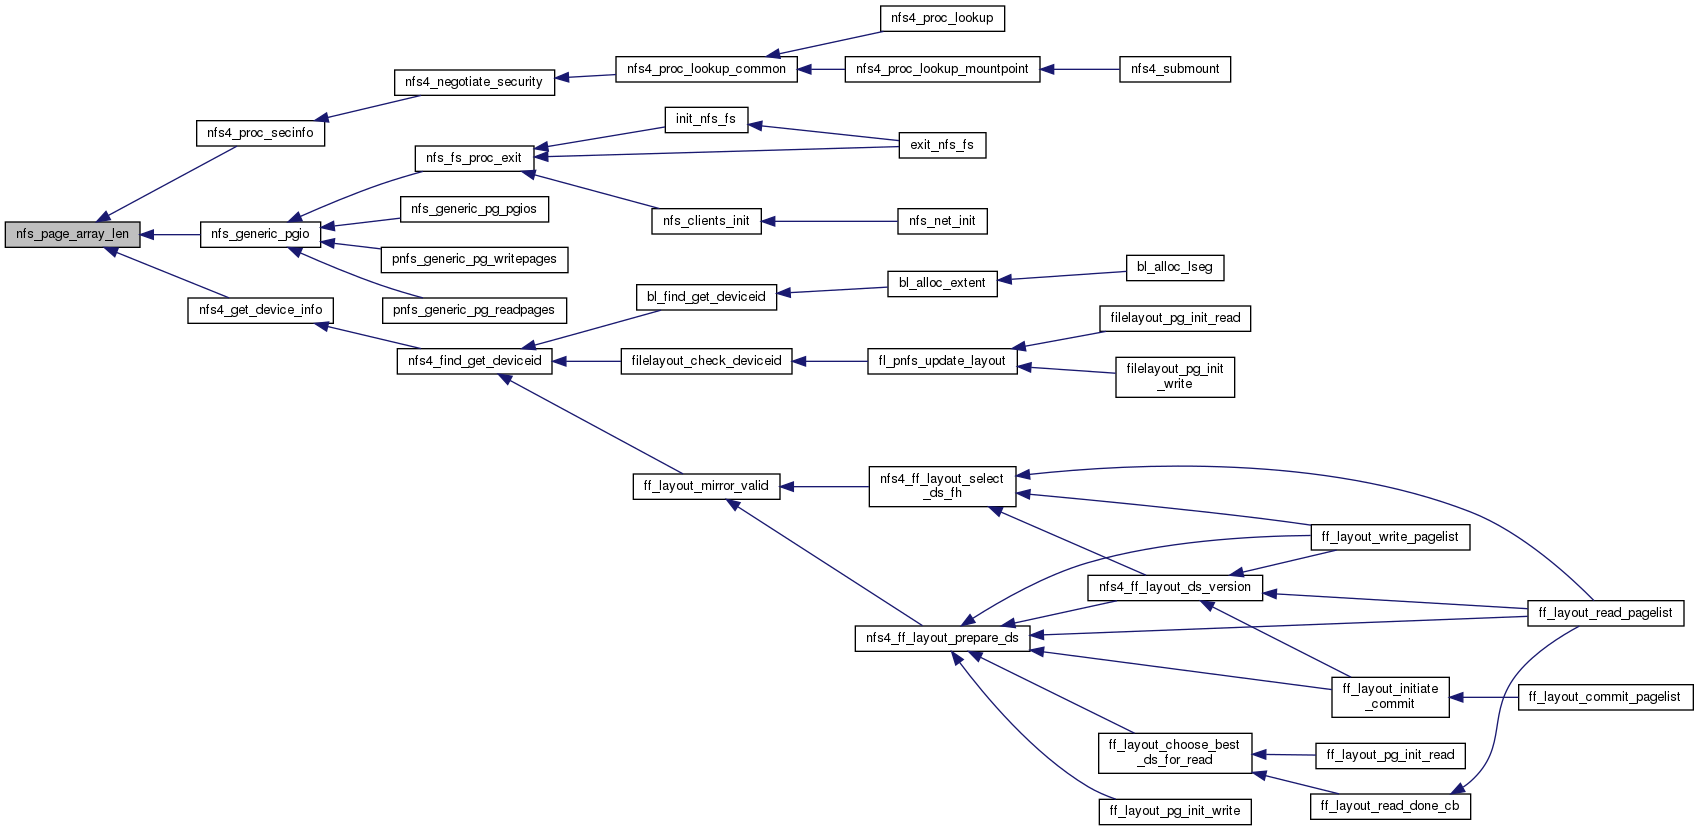 nfs4_proc_lookup
nfs4_proc_lookup_common
nfs4_proc_lookup_mountpoint
nfs4_submount
nfs4_negotiate_security
nfs4_proc_secinfo
init_nfs_fs
exit_nfs_fs
nfs_fs_proc_exit
nfs_generic_pg_pgios
nfs_clients_init
nfs_net_init
nfs_page_array_len
nfs_generic_pgio
pnfs_generic_pg_writepages
bl_alloc_lseg
bl_alloc_extent
bl_find_get_deviceid
nfs4_get_device_info
pnfs_generic_pg_readpages
filelayout_pg_init_read
nfs4_find_get_deviceid
filelayout_check_deviceid
fl_pnfs_update_layout
filelayout_pg_init
_write
ff_layout_mirror_valid
nfs4_ff_layout_select
_ds_fh
ff_layout_write_pagelist
nfs4_ff_layout_ds_version
ff_layout_read_pagelist
nfs4_ff_layout_prepare_ds
ff_layout_initiate
_commit
ff_layout_commit_pagelist
ff_layout_choose_best
_ds_for_read
ff_layout_pg_init_read
ff_layout_read_done_cb
ff_layout_pg_init_write